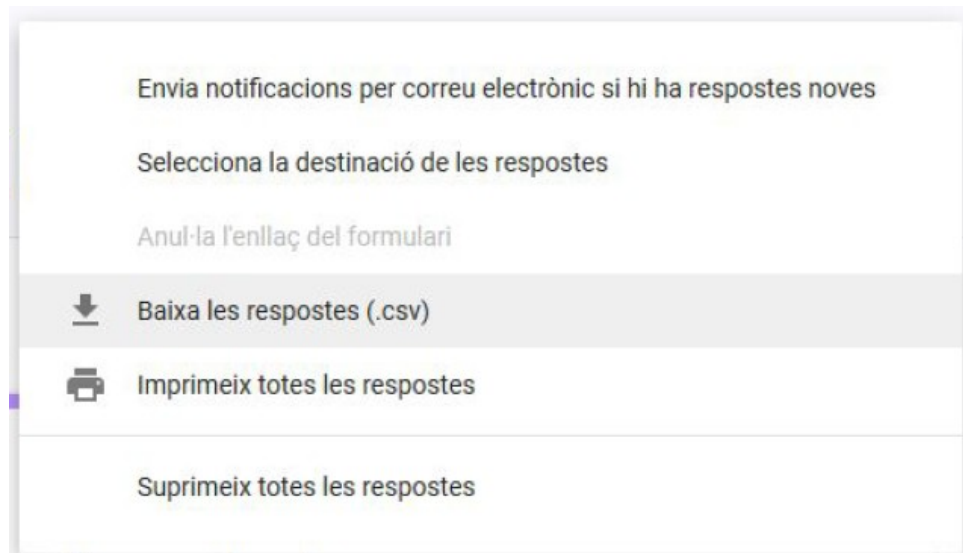 Envia notificacions per correu electrònic si hi ha respostes noves
Selecciona la destinació de les respostes
Anul·la l'enllaç del formulari
Baixa les respostes (.csv)
Imprimeix totes les respostes
Suprimeix totes les respostes